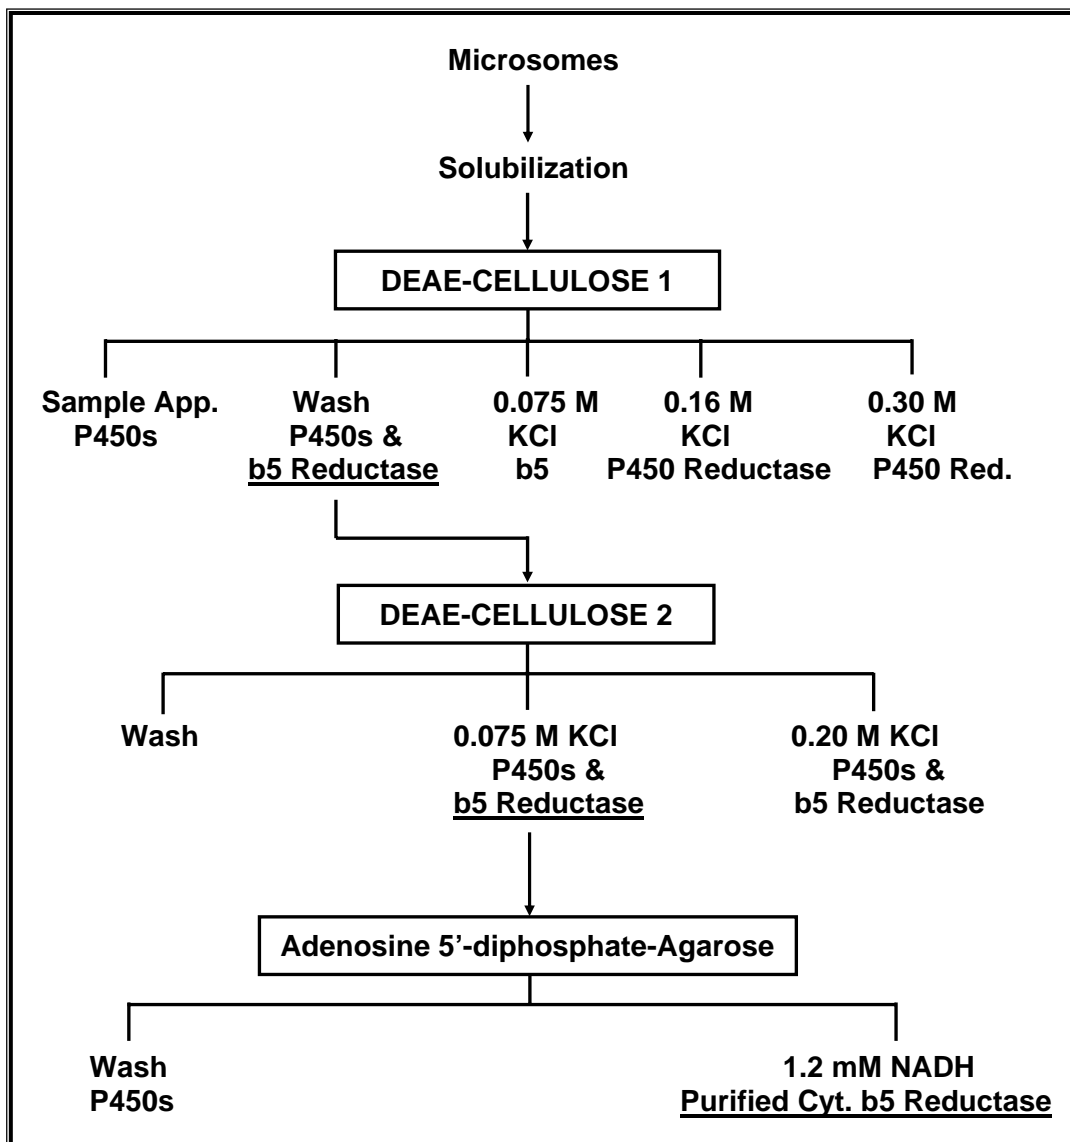 Microsomes
Solubilization
DEAE-CELLULOSE 1
Sample App.
P450s
Wash
P450s &
b5 Reductase
0.075 M
KCl
b5
0.16 M
KCl
P450 Reductase
0.30 M
KCl
P450 Red.
DEAE-CELLULOSE 2
Wash
0.075 M KCl
P450s &
b5 Reductase
0.20 M KCl
P450s &
b5 Reductase
Adenosine 5’-diphosphate-Agarose
Wash
P450s
1.2 mM NADH
Purified Cyt. b5 Reductase